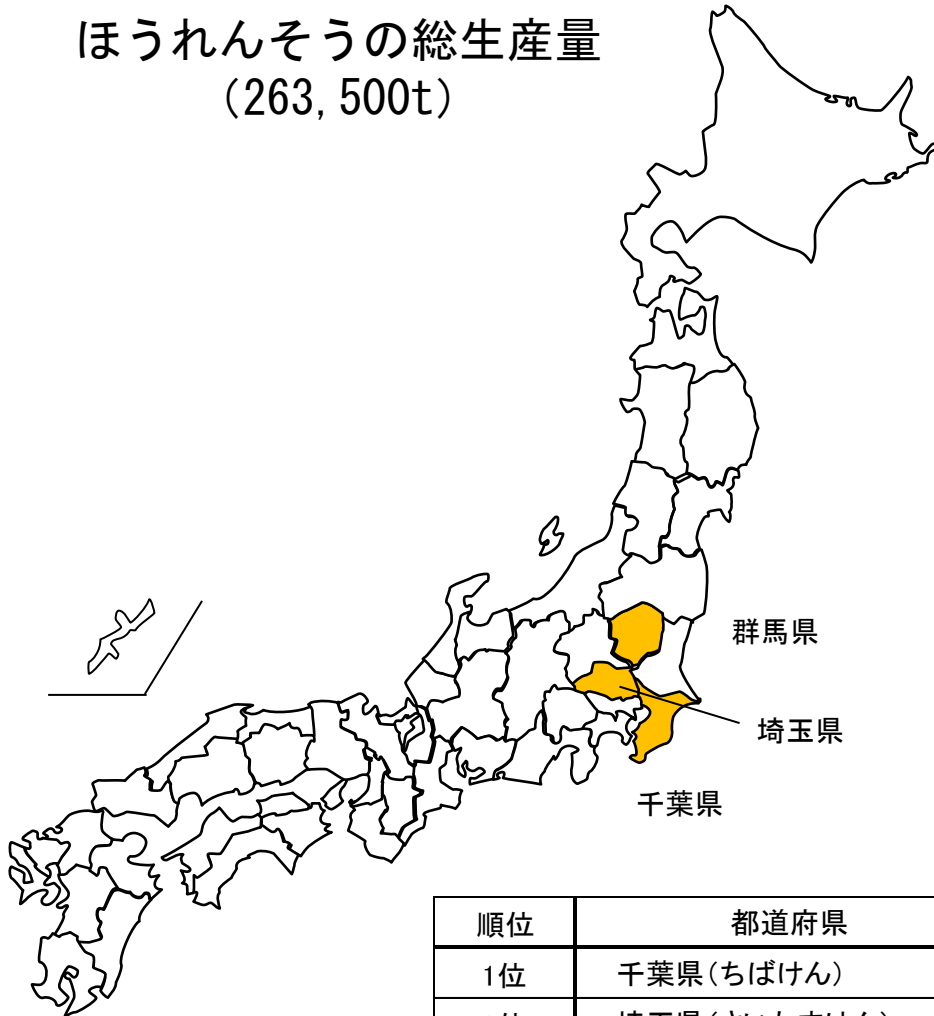 ほうれんそうの総生産量
(263,500t)
群馬県
埼玉県
千葉県
順位 都道府県
1位 千葉県(ちばけん)